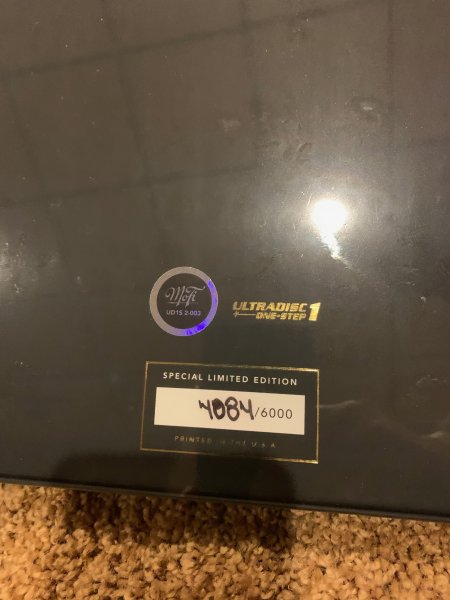 MoFi
UD1S 2-003
ULTRADISC
ONE-STEP 1
SPECIAL LIMITED EDITION
4084/6000
PRINTED IN THE U.S.A